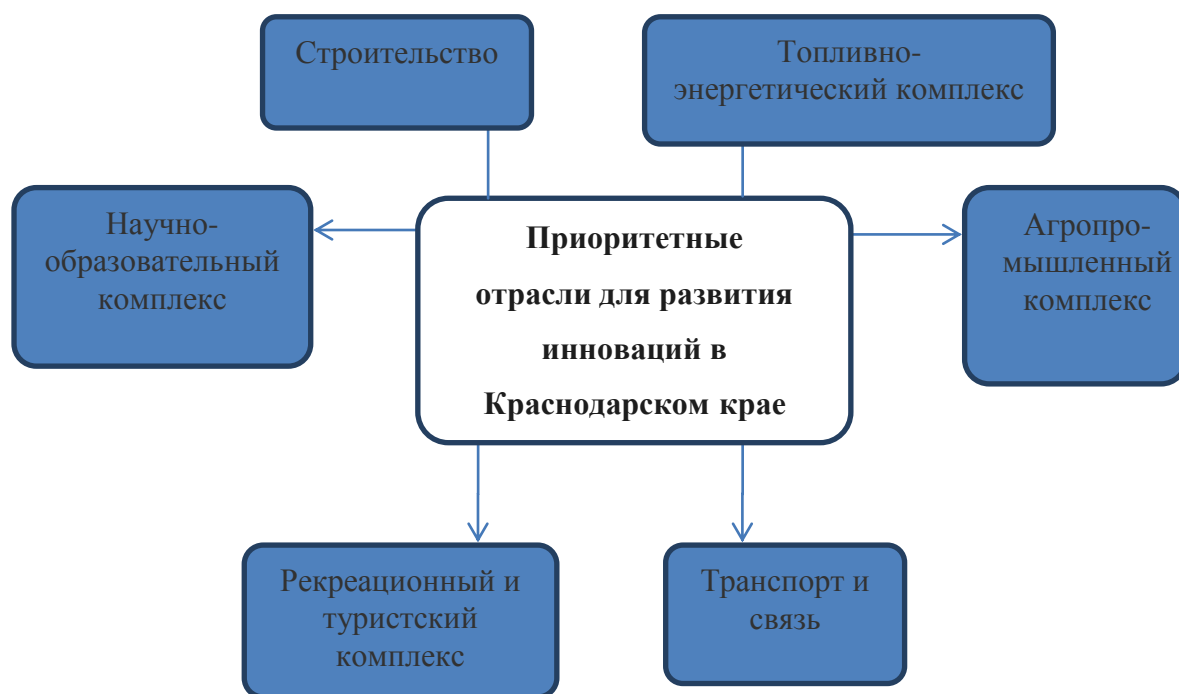 Строительство
Топливно-
энергетический комплекс
Научно-
образовательный
комплекс
Приоритетные
отрасли для развития
инноваций в
Краснодарском крае
Агропро-
мышленный
комплекс
Рекреационный и
туристский
комплекс
Транспорт и
связь